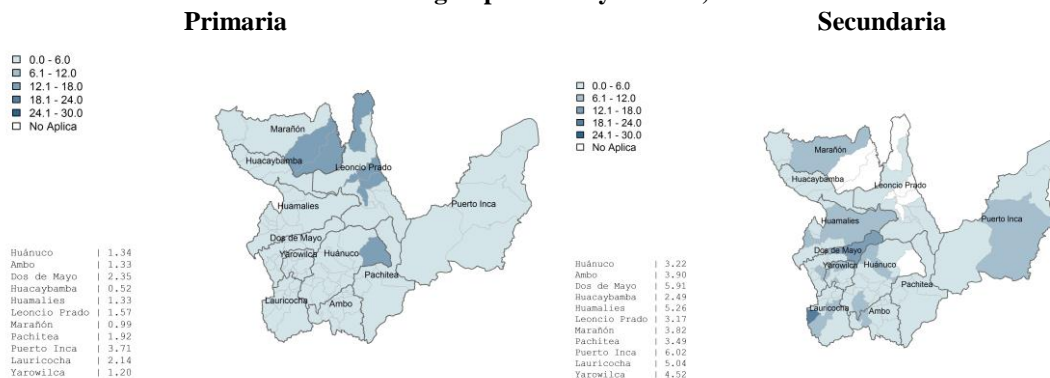 Primaria
Secundaria
0.0 - 6.0
6.1 - 12.0
12.1 - 18.0
18.1 - 24.0
24.1 - 30.0
No Aplica
Marañón
Huacaybamba
Leoncio Prado
Huamalies
Puerto Inca
Dos de Mayo
Yarowilca
Huánuco
Pachitea
Lauricocha
Ambo
Huánuco | 1.34
Ambo | 1.33
Dos de Mayo | 2.35
Huacaybamba | 0.52
Huamalies | 1.33
Leoncio Prado | 1.57
Marañón | 0.99
Pachitea | 1.92
Puerto Inca | 3.71
Lauricocha | 2.14
Yarowilca | 1.20
0.0 - 6.0
6.1 - 12.0
12.1 - 18.0
18.1 - 24.0
24.1 - 30.0
No Aplica
Marañón
Huacaybamba
Leoncio Prado
Huamalies
Puerto Inca
Dos de Mayo
Yarowilca
Huánuco
Pachitea
Lauricocha
Ambo
Huánuco | 3.22
Ambo | 3.90
Dos de Mayo | 5.91
Huacaybamba | 2.49
Huamalies | 5.26
Leoncio Prado | 3.17
Marañón | 3.82
Pachitea | 3.49
Puerto Inca | 6.02
Lauricocha | 5.04
Yarowilca | 4.52